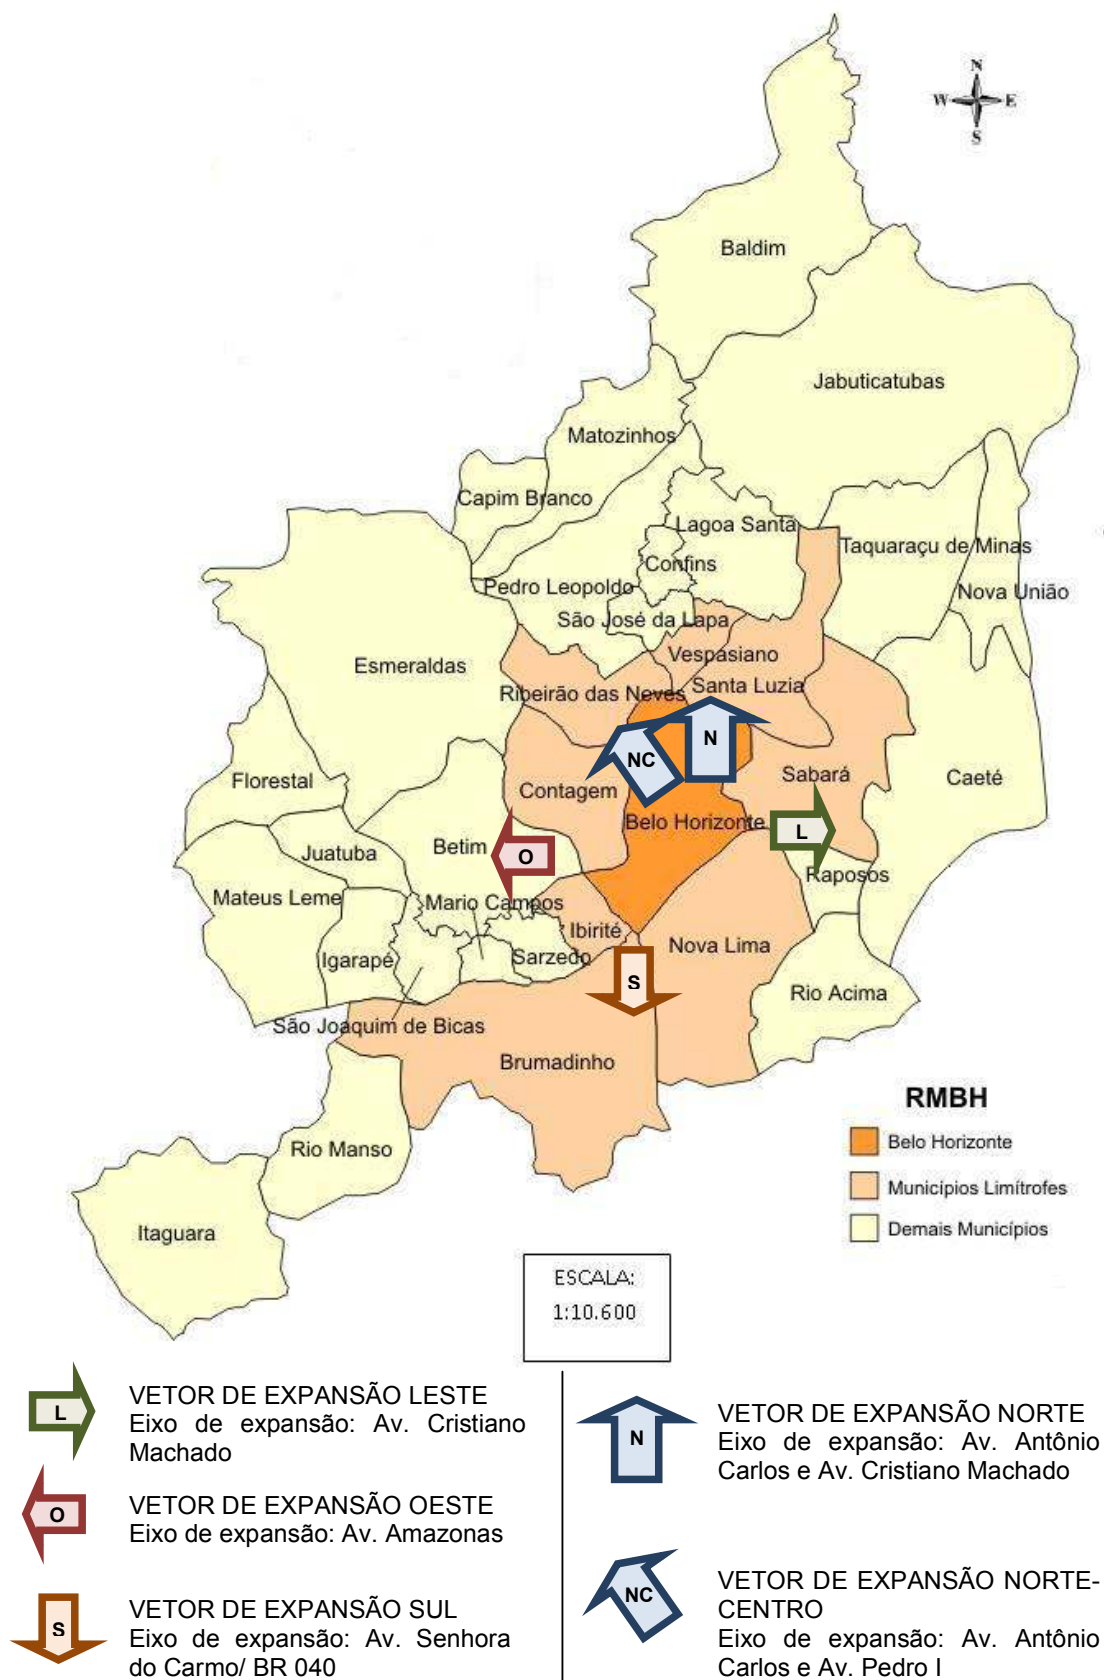 N
W E
S
Baldim
Jabuticatubas
Matozinhos
Capim Branco
Lagoa Santa
Taquaraçu de Minas
Confins
Pedro Leopoldo
Nova União
São José da Lapa
Vespasiano
Esmeraldas
Ribeirão das Neves
Santa Luzia
N
NC
Florestal
Contagem
Sabará
Caeté
Belo Horizonte
L
Betim
O
Juatuba
Raposos
Mateus Leme
Mario Campos
Ibirité
Nova Lima
Igarapé
Sarzedo
S
Rio Acima
São Joaquim de Bicas
Brumadinho
RMBH
Belo Horizonte
Rio Manso
Municípios Limítrofes
Itaguara
Demais Municípios
ESCALA:
1:10.600
L
VETOR DE EXPANSÃO LESTE
Eixo de expansão: Av. Cristiano
Machado
O
VETOR DE EXPANSÃO OESTE
Eixo de expansão: Av. Amazonas
S
VETOR DE EXPANSÃO SUL
Eixo de expansão: Av. Senhora
do Carmo/ BR 040
N
VETOR DE EXPANSÃO NORTE
Eixo de expansão: Av. Antônio
Carlos e Av. Cristiano Machado
NC
VETOR DE EXPANSÃO NORTE-
CENTRO
Eixo de expansão: Av. Antônio
Carlos e Av. Pedro I